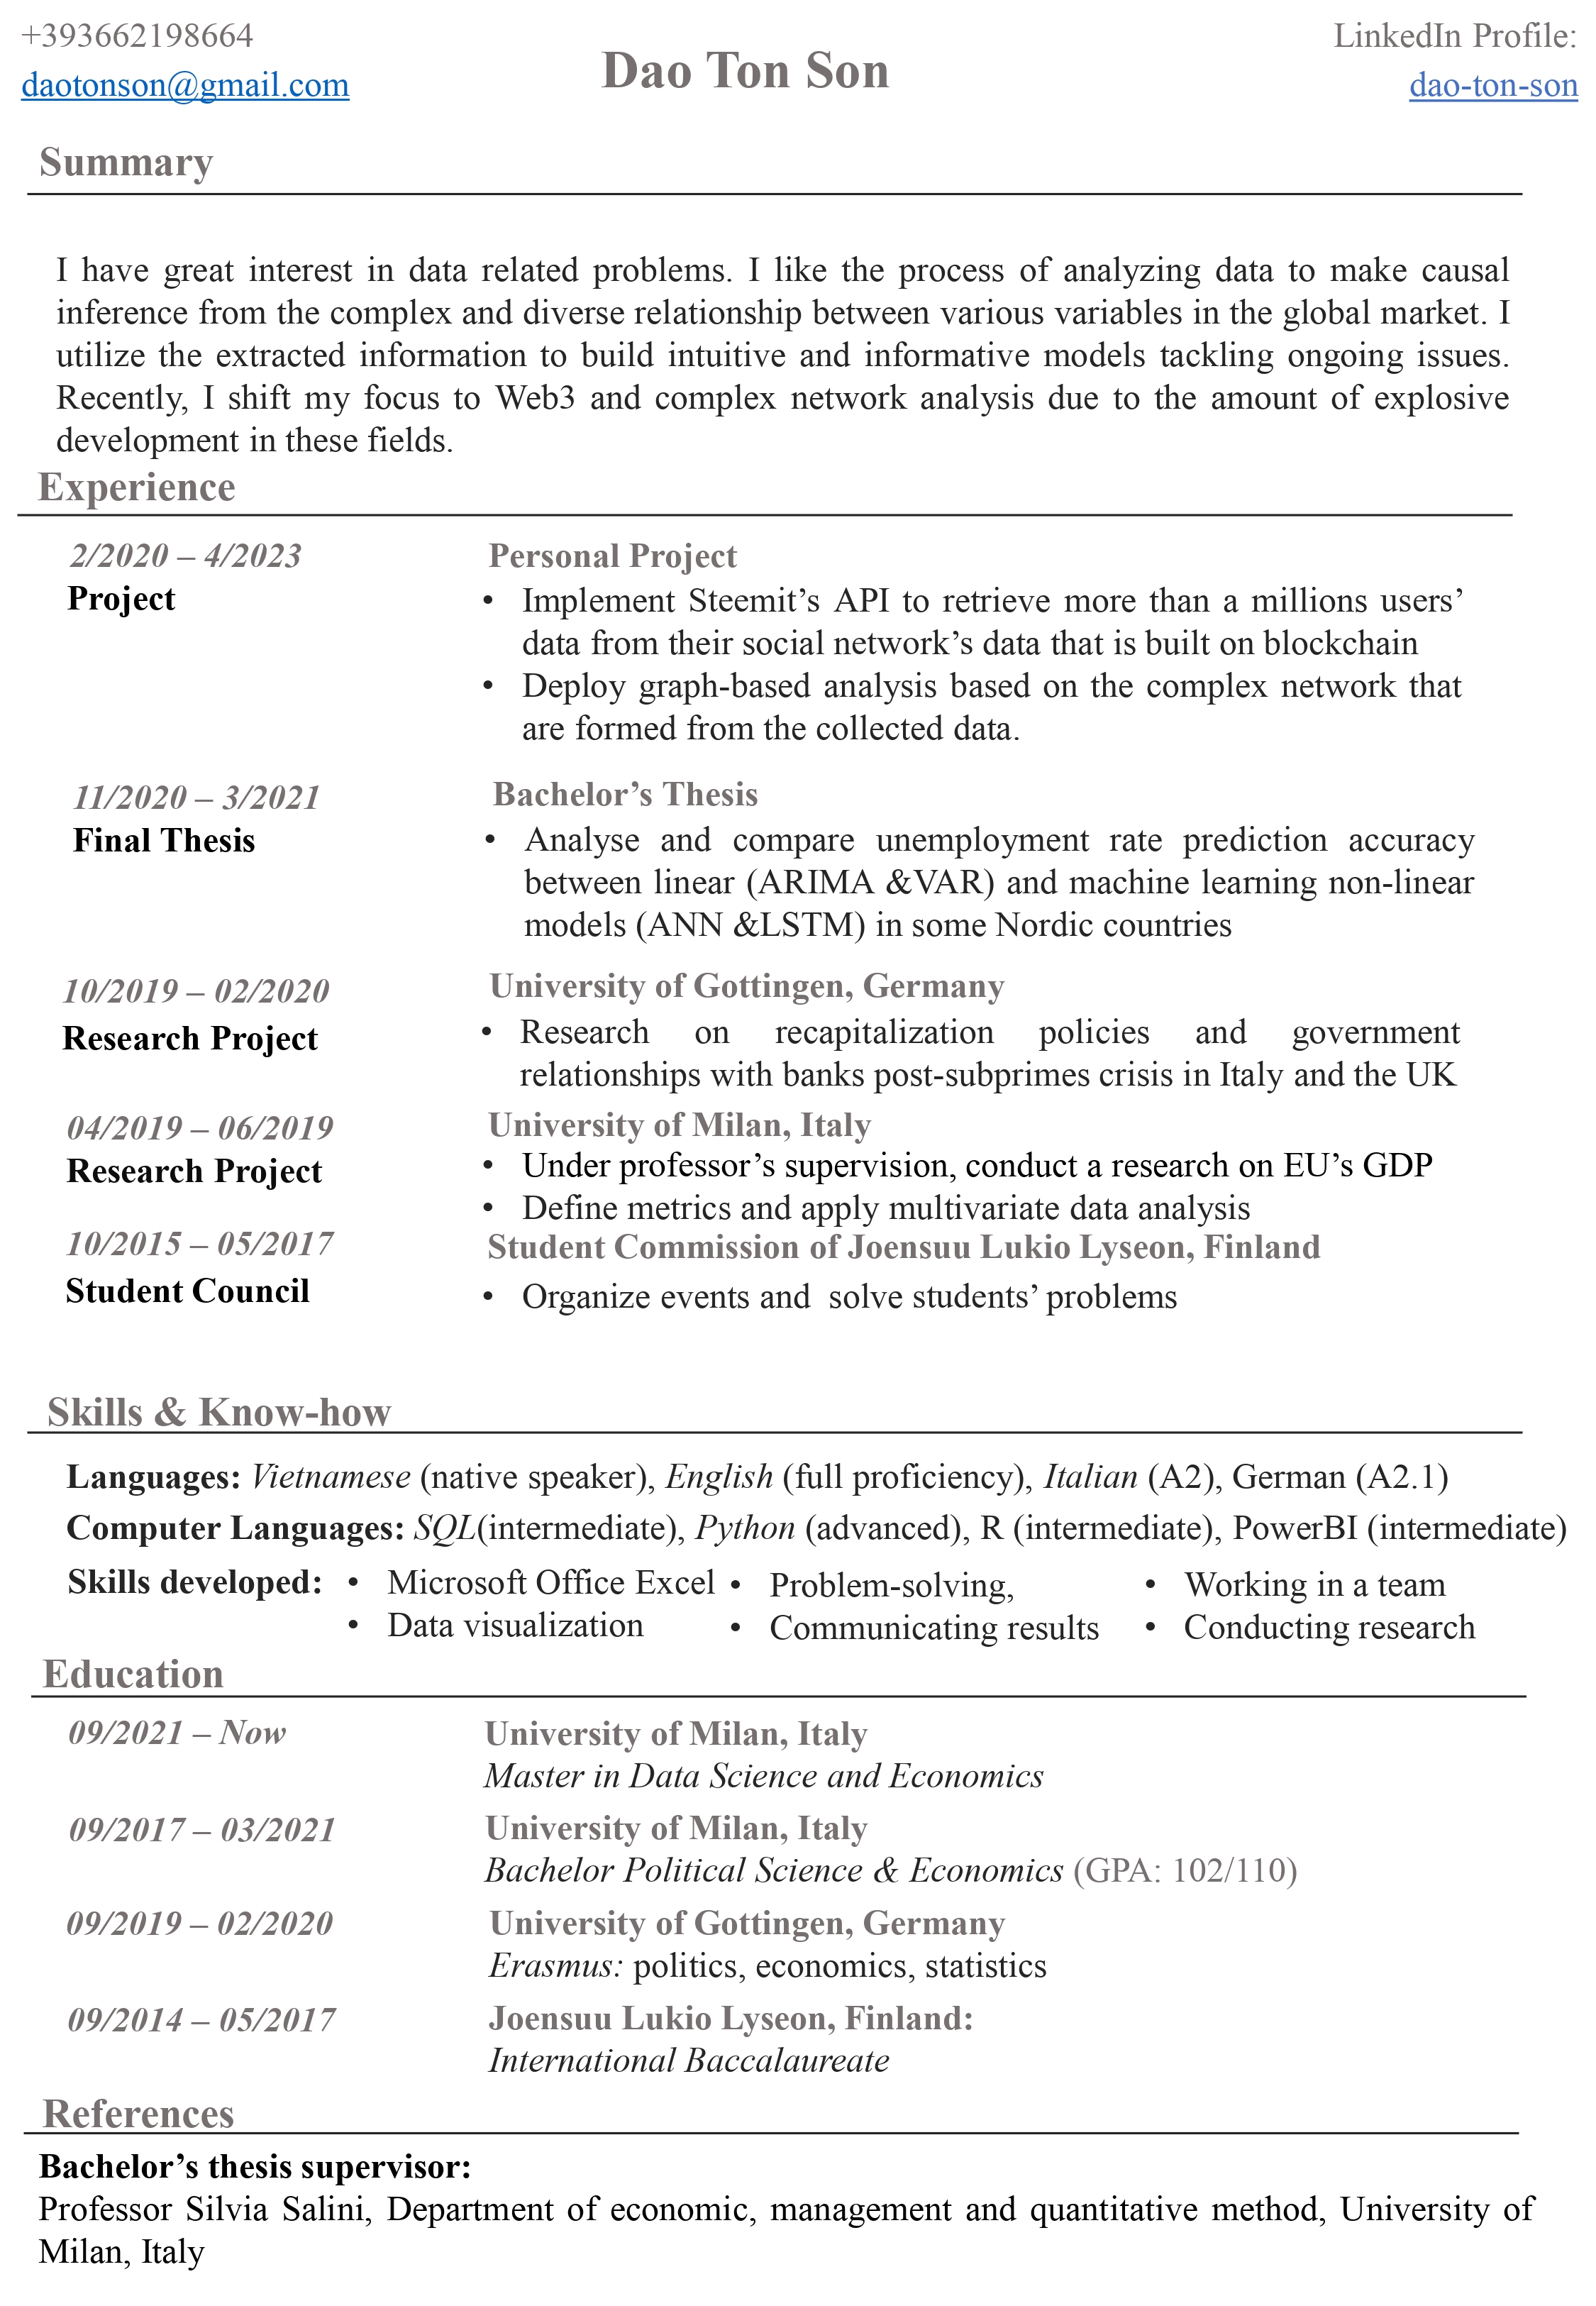 +393662198664
daotonson@gmail.com
Dao Ton Son
LinkedIn Profile:
dao-ton-son
Summary
I have great interest in data related problems. I like the process of analyzing data to make causal
inference from the complex and diverse relationship between various variables in the global market. I
utilize the extracted information to build intuitive and informative models tackling ongoing issues.
Recently, I shift my focus to Web3 and complex network analysis due to the amount of explosive
development in these fields.
Experience
2/2020 – 4/2023
Project
Personal Project
• Implement Steemit’s API to retrieve more than a millions users’
data from their social network’s data that is built on blockchain
• Deploy graph-based analysis based on the complex network that
are formed from the collected data.
11/2020 – 3/2021
Final Thesis
Bachelor’s Thesis
• Analyse and compare unemployment rate prediction accuracy
between linear (ARIMA &VAR) and machine learning non-linear
models (ANN &LSTM) in some Nordic countries
10/2019 – 02/2020
Research Project
University of Gottingen, Germany
• Research on recapitalization policies and government
relationships with banks post-subprimes crisis in Italy and the UK
04/2019 – 06/2019
Research Project
University of Milan, Italy
• Under professor’s supervision, conduct a research on EU’s GDP
• Define metrics and apply multivariate data analysis
10/2015 – 05/2017
Student Council
Student Commission of Joensuu Lukio Lyseon, Finland
• Organize events and solve students’ problems
Skills & Know-how
Languages: Vietnamese (native speaker), English (full proficiency), Italian (A2), German (A2.1)
Computer Languages: SQL(intermediate), Python (advanced), R (intermediate), PowerBI (intermediate)
Skills developed: • Microsoft Office Excel • Problem-solving, • Working in a team
• Data visualization • Communicating results • Conducting research
Education
09/2021 – Now
University of Milan, Italy
Master in Data Science and Economics
09/2017 – 03/2021
University of Milan, Italy
Bachelor Political Science & Economics (GPA: 102/110)
09/2019 – 02/2020
University of Gottingen, Germany
Erasmus: politics, economics, statistics
09/2014 – 05/2017
Joensuu Lukio Lyseon, Finland:
International Baccalaureate
References
Bachelor’s thesis supervisor:
Professor Silvia Salini, Department of economic, management and quantitative method, University of
Milan, Italy